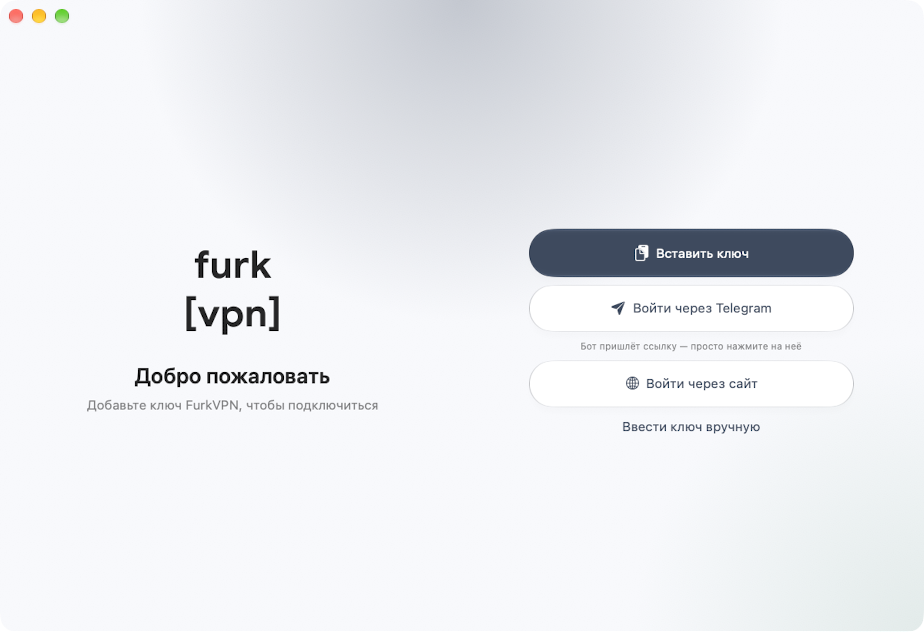 furk
[vpn]
Добро пожаловать
Добавьте ключ FurkVPN, чтобы подключиться
Вставить ключ
Войти через Telegram
Бот пришлёт ссылку — просто нажмите на неё
Войти через сайт
Ввести ключ вручную